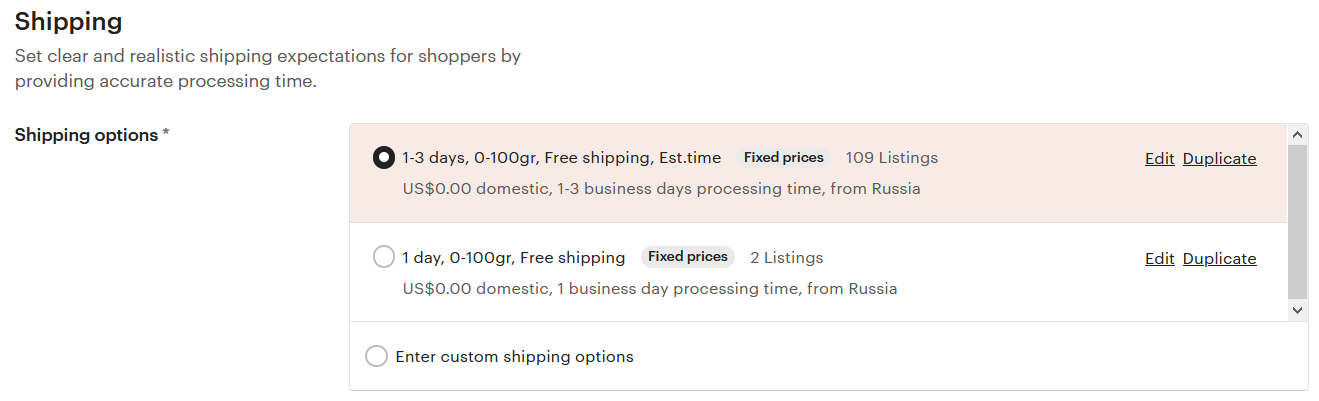 Shipping
Set clear and realistic shipping expectations for shoppers by
providing accurate processing time.
Shipping options *
1-3 days, 0-100gr, Free shipping, Est.time Fixed prices 109 Listings Edit Duplicate
US$0.00 domestic, 1-3 business days processing time, from Russia
1 day, 0-100gr, Free shipping Fixed prices 2 Listings Edit Duplicate
US$0.00 domestic, 1 business day processing time, from Russia
Enter custom shipping options